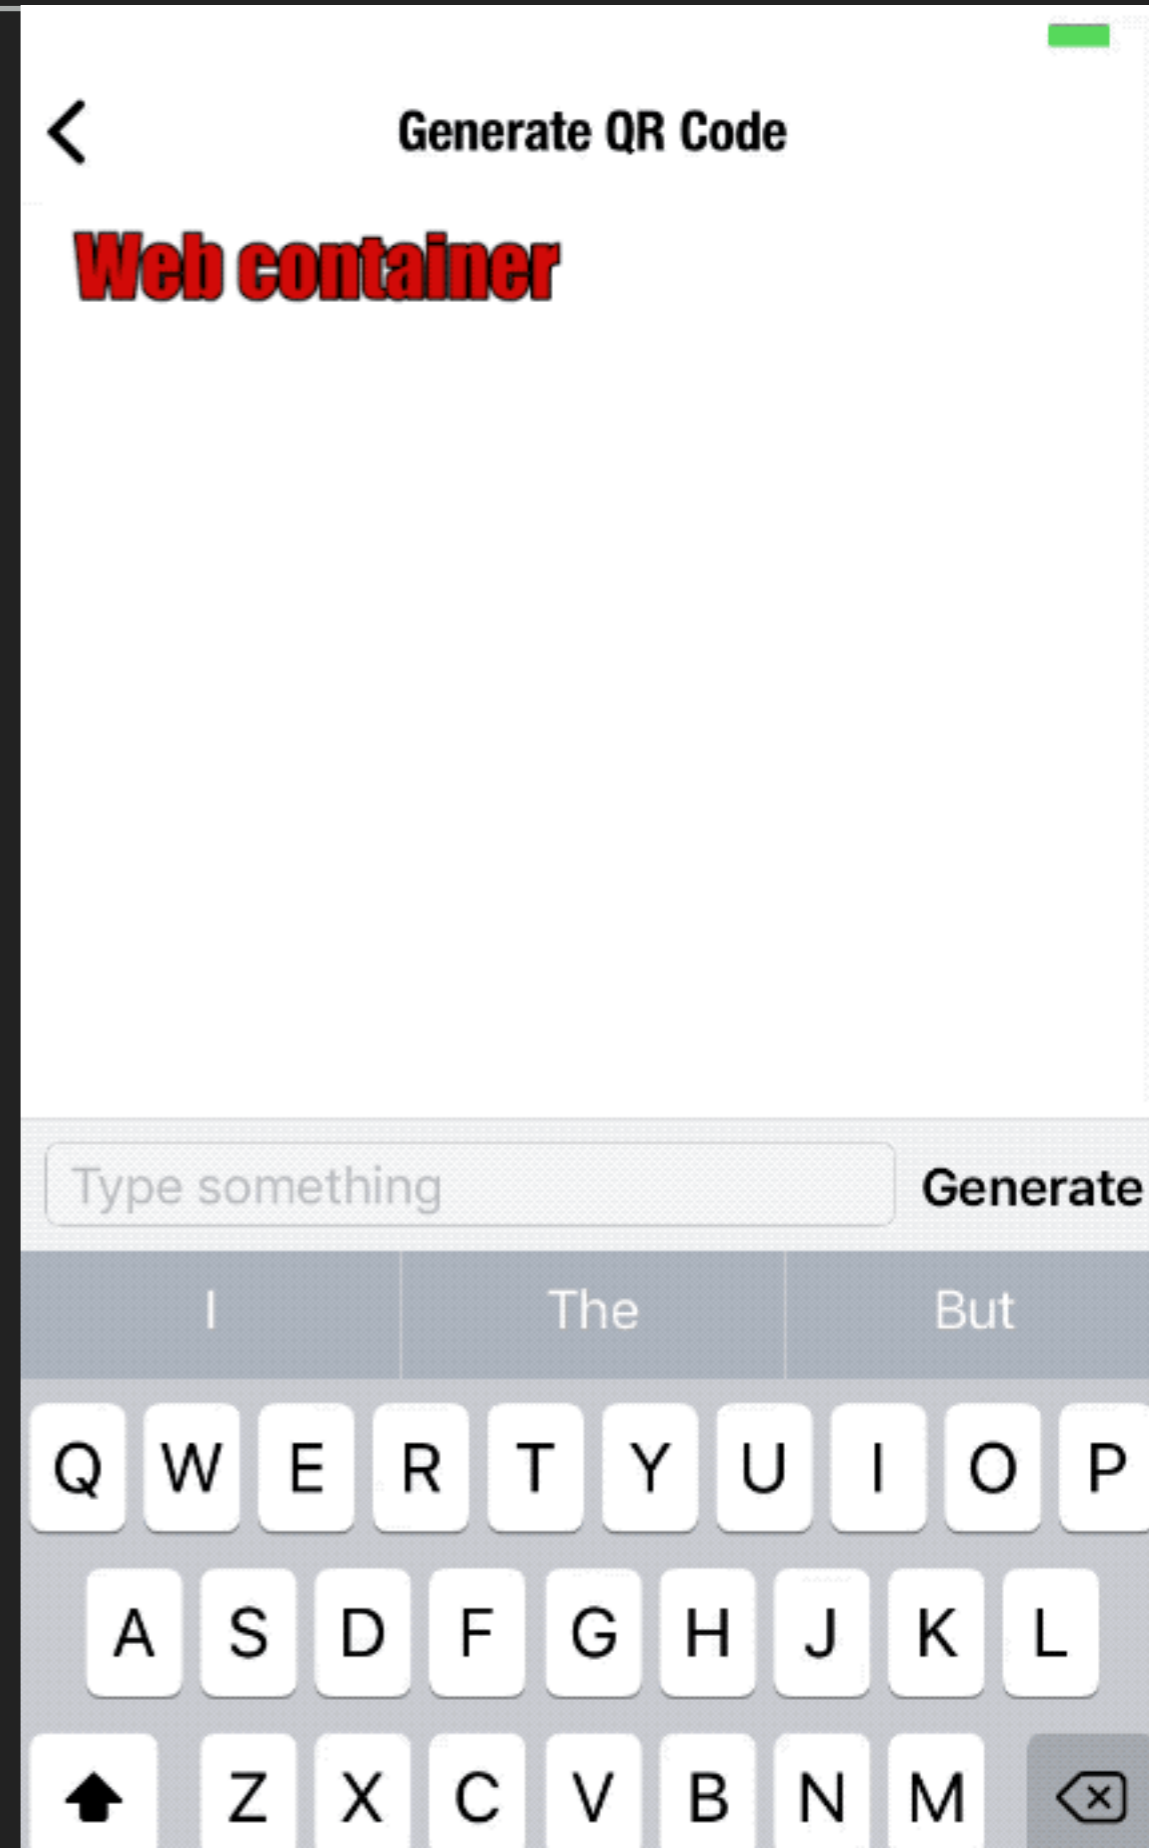 Generate QR Code
Web container
Type something Generate
I The But
Q W E R T Y U I O P
A S D F G H J K L
Z X C V B N M